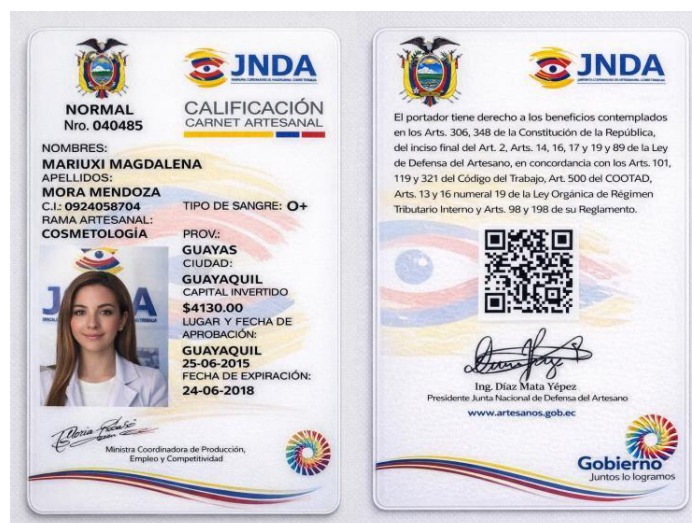 JNDA
NORMAL
Nro. 040485
CALIFICACIÓN
CARNET ARTESANAL
NOMBRES:
MARIUXI MAGDALENA
APELLIDOS:
MORA MENDOZA
C.I.: 0924058704
TIPO DE SANGRE: O+
RAMA ARTESANAL:
COSMETOLOGÍA
PROV.:
GUAYAS
CIUDAD:
GUAYAQUIL
CAPITAL INVERTIDO
$4130.00
LUGAR Y FECHA DE
APROBACIÓN:
GUAYAQUIL
25-06-2015
FECHA DE EXPIRACIÓN:
24-06-2018
Ministra Coordinadora de Producción,
Empleo y Competitividad
JNDA
El portador tiene derecho a los beneficios contemplados
en los Arts. 306, 348 de la Constitución de la República,
del inciso final del Art. 2, Arts. 14, 16, 17 y 19 y 89 de la Ley
de Defensa del Artesano, en concordancia con los Arts. 101,
119 y 321 del Código del Trabajo, Art. 500 del COOTAD,
Arts. 13 y 16 numeral 19 de la Ley Orgánica de Régimen
Tributario Interno y Arts. 98 y 198 de su Reglamento.
Ing. Díaz Mata Yépez
Presidente Junta Nacional de Defensa del Artesano
www.artesanos.gob.ec
Gobierno
Juntos lo logramos